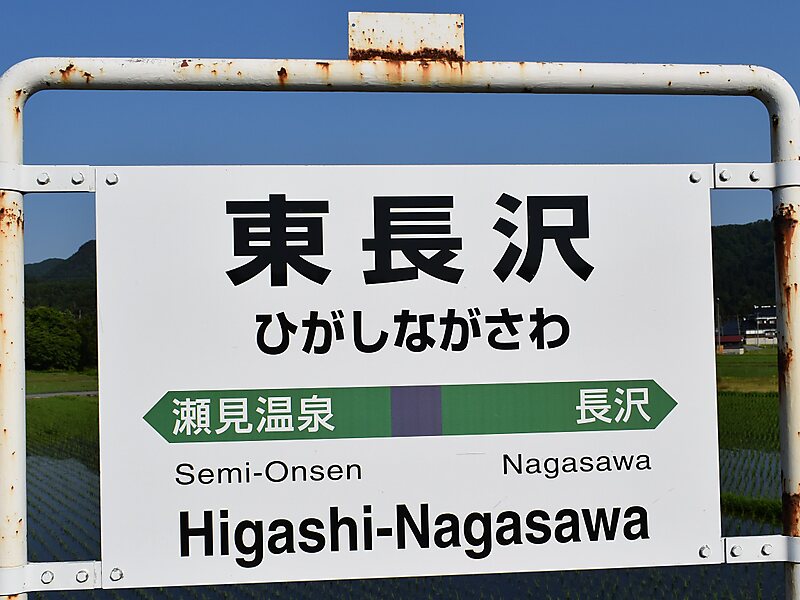 東長沢
ひがしながさわ
瀬見温泉 長沢
Semi-Onsen Nagasawa
Higashi-Nagasawa